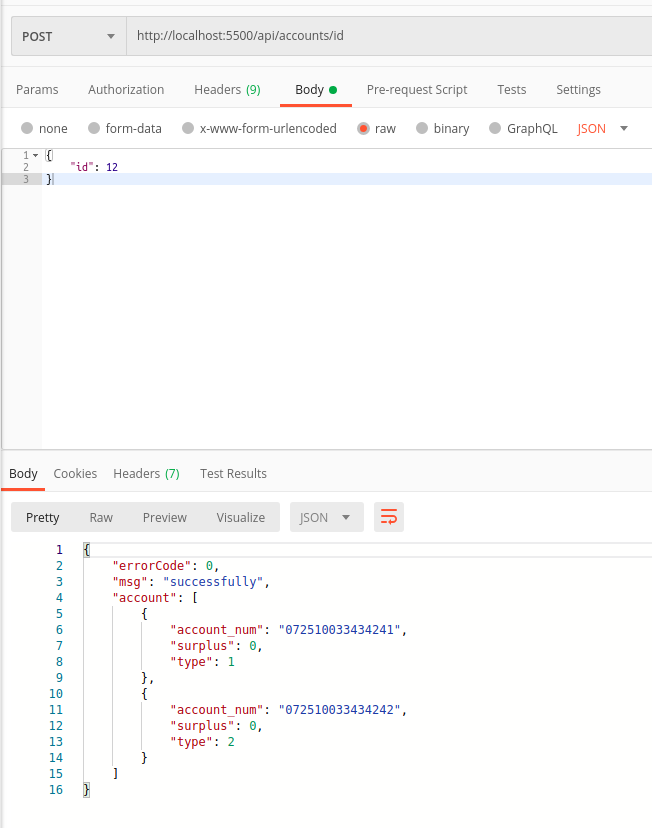 POST http://localhost:5500/api/accounts/id
Params Authorization Headers (9) Body Pre-request Script Tests Settings
none form-data x-www-form-urlencoded raw binary GraphQL JSON
1 {
2 "id": 12
3 }
Body Cookies Headers (7) Test Results
Pretty Raw Preview Visualize JSON
1 {
2 "errorCode": 0,
3 "msg": "successfully",
4 "account": [
5 {
6 "account_num": "072510033434241",
7 "surplus": 0,
8 "type": 1
9 },
10 {
11 "account_num": "072510033434242",
12 "surplus": 0,
13 "type": 2
14 }
15 ]
16 }